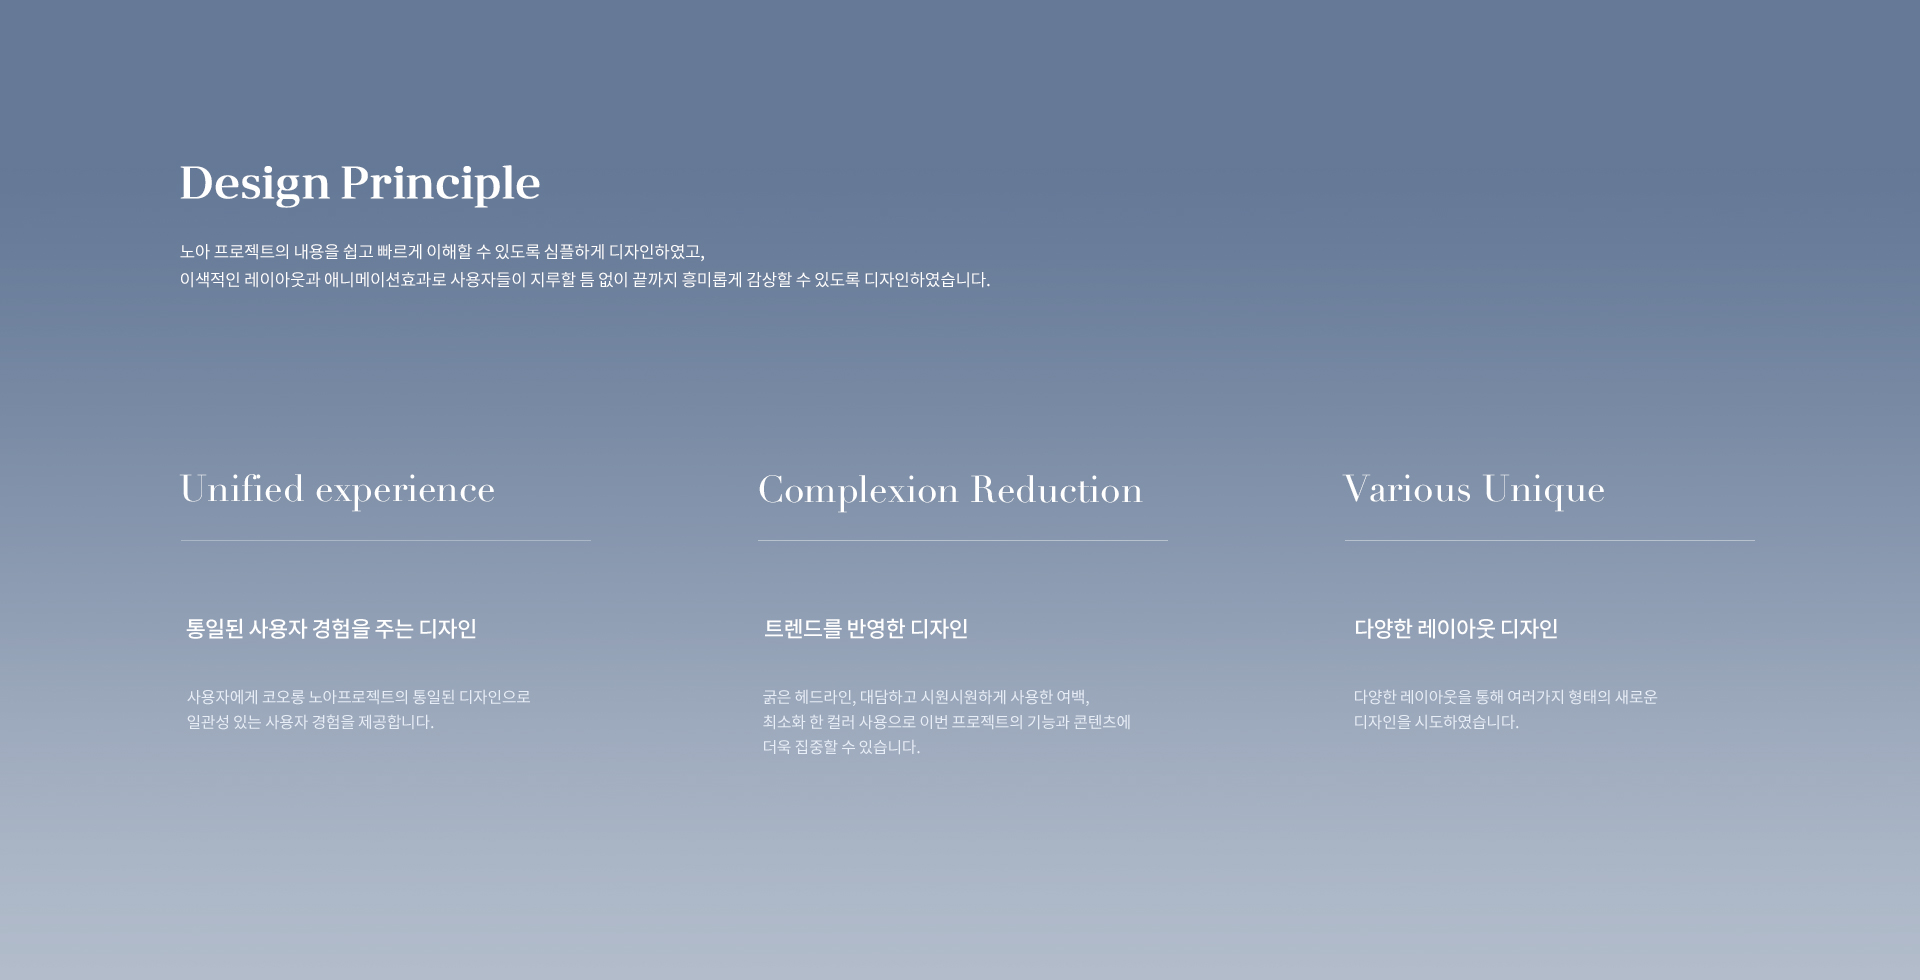 Design Principle
노아 프로젝트의 내용을 쉽고 빠르게 이해할 수 있도록 심플하게 디자인하였고,
이색적인 레이아웃과 애니메이션효과로 사용자들이 지루할 틈 없이 끝까지 흥미롭게 감상할 수 있도록 디자인하였습니다.
Unified experience
통일된 사용자 경험을 주는 디자인
사용자에게 코오롱 노아프로젝트의 통일된 디자인으로
일관성 있는 사용자 경험을 제공합니다.
Complexion Reduction
트렌드를 반영한 디자인
굵은 헤드라인, 대담하고 시원시원하게 사용한 여백,
최소화 한 컬러 사용으로 이번 프로젝트의 기능과 콘텐츠에
더욱 집중할 수 있습니다.
Various Unique
다양한 레이아웃 디자인
다양한 레이아웃을 통해 여러가지 형태의 새로운
디자인을 시도하였습니다.